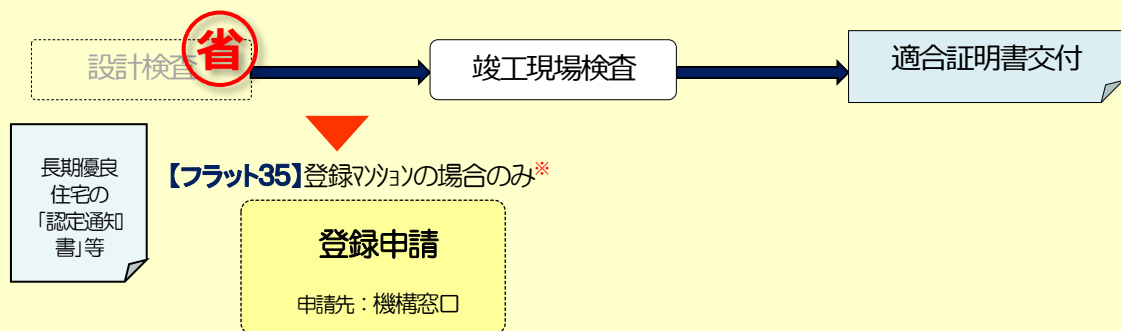 設計検査
省
竣工現場検査
適合証明書交付
長期優良
住宅の
「認定通知
書」等
【フラット35】登録ﾏﾝｼｮﾝの場合のみ※
登録申請
申請先：機構窓口